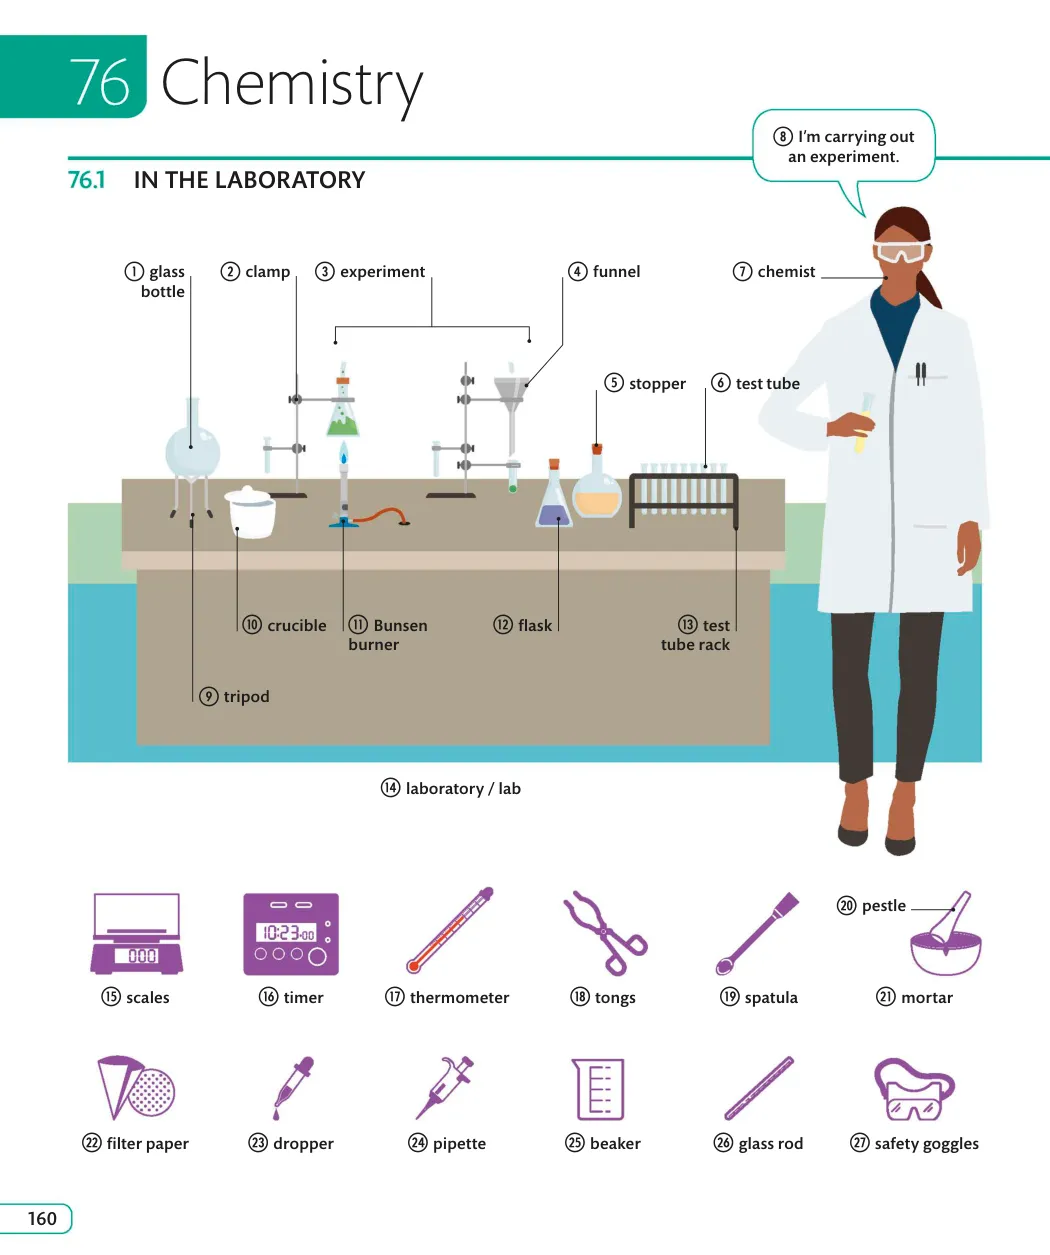 76 Chemistry
⑧ I'm carrying out
an experiment.
76.1 IN THE LABORATORY
① glass
bottle
② clamp
③ experiment
④ funnel
⑦ chemist
⑤ stopper
⑥ test tube
⑩ crucible
⑪ Bunsen
burner
⑫ flask
⑬ test
tube rack
⑨ tripod
⑭ laboratory / lab
⑳ pestle
10:23:00
000
⑮ scales
⑯ timer
⑰ thermometer
⑱ tongs
⑲ spatula
㉑ mortar
㉒ filter paper
㉓ dropper
㉔ pipette
㉕ beaker
㉖ glass rod
㉗ safety goggles
160